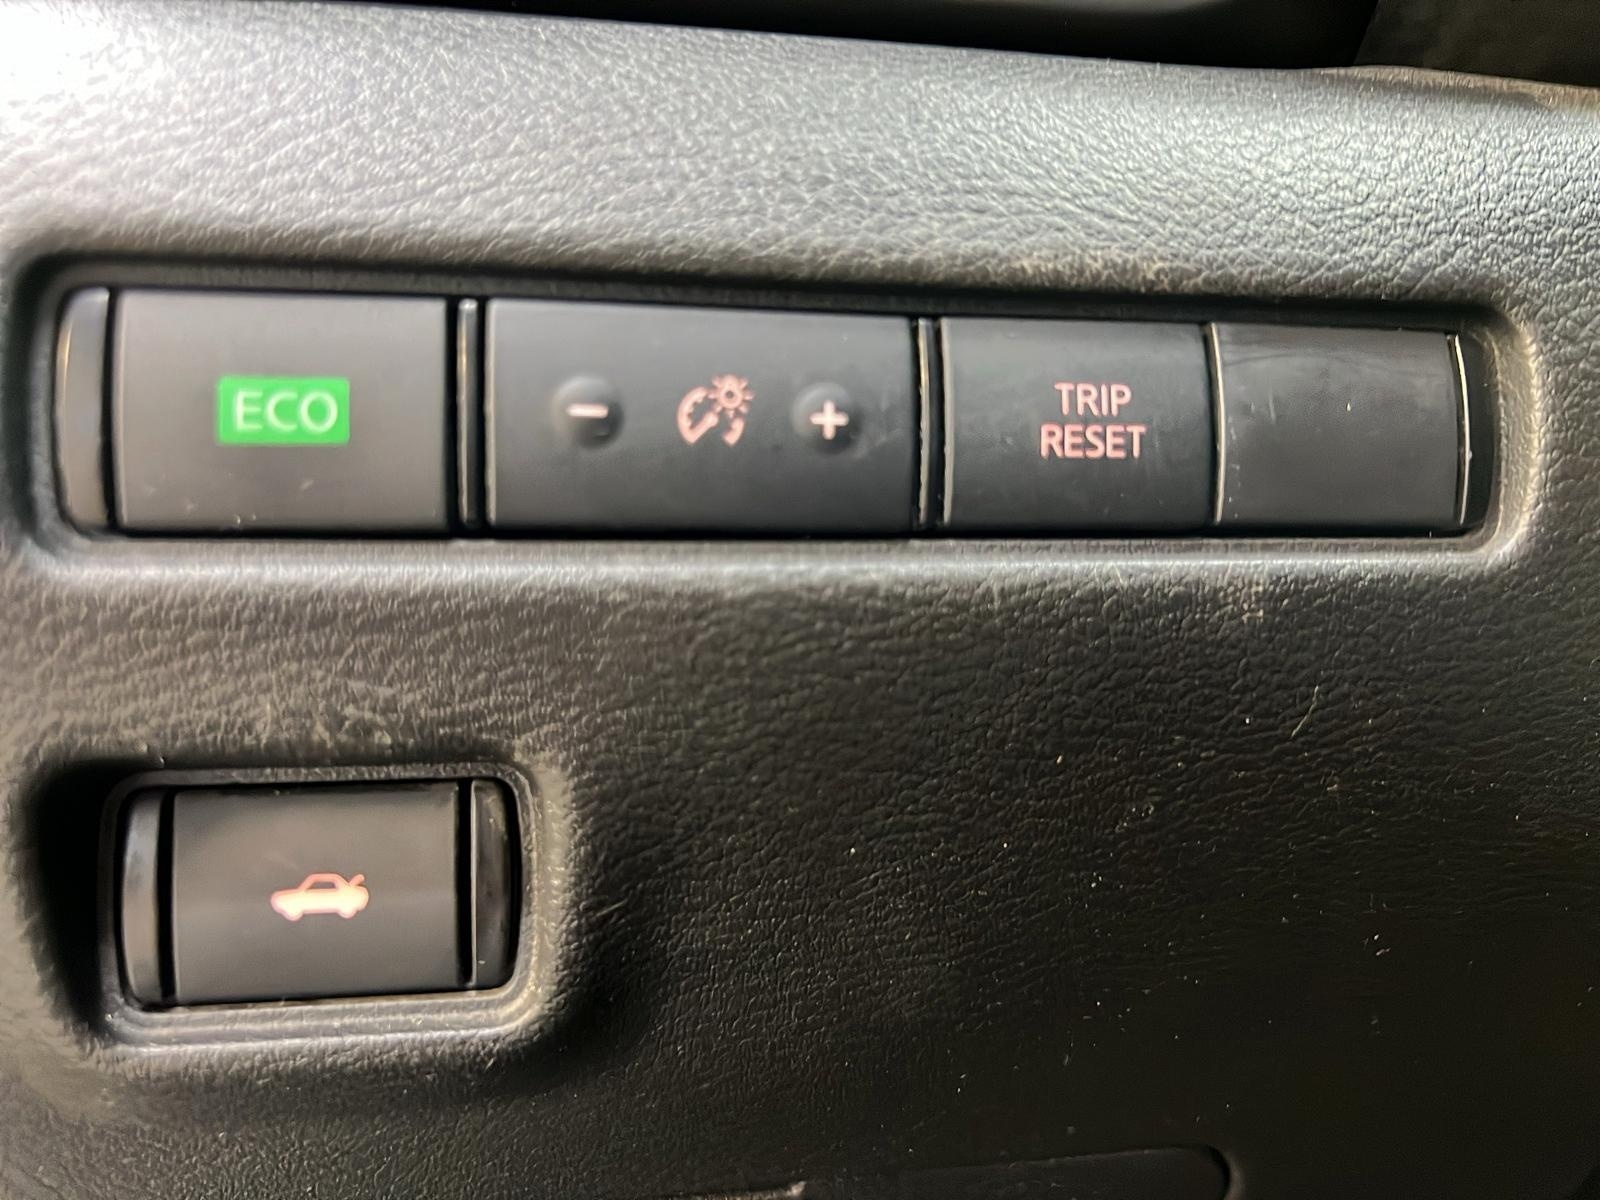 ECO
- +
TRIP
RESET